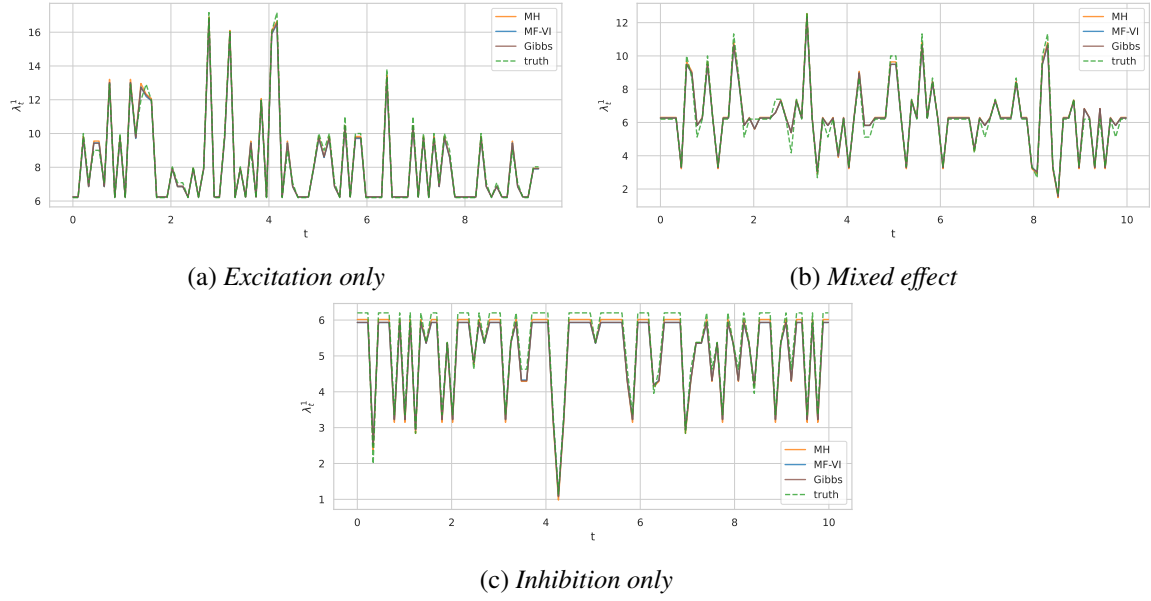 16
14
12
10
8
6
λ_t^1
0
2
4
6
8
t
MH
MF-VI
Gibbs
truth
(a) Excitation only
12
10
8
6
4
2
λ_t^1
0
2
4
6
8
10
t
MH
MF-VI
Gibbs
truth
(b) Mixed effect
6
5
4
3
2
1
λ_t^1
0
2
4
6
8
10
t
MH
MF-VI
Gibbs
truth
(c) Inhibition only